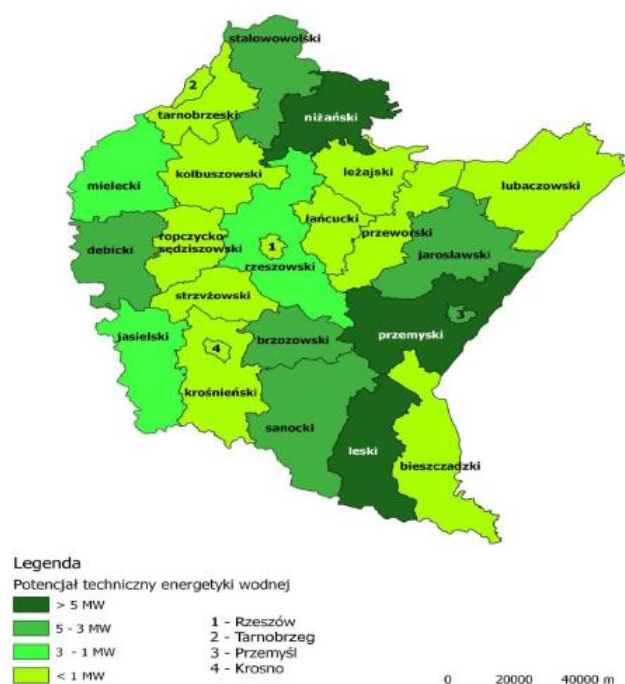 stalowowolski
2
tarnobrzeski
niżański
mielecki
kolbuszowski
leżajski
lubaczowski
łańcucki
debicki
ropczycko-
sędziszowski
1
przeworski
jarosławski
rzeszowski
strzyżowski
3
przemyski
jasielski
brzozowski
4
krośnieński
sanocki
leski
bieszczadzki
Legenda
Potencjał techniczny energetyki wodnej
> 5 MW
5 - 3 MW
3 - 1 MW
< 1 MW
1 - Rzeszów
2 - Tarnobrzeg
3 - Przemyśl
4 - Krosno
0 20000 40000 m